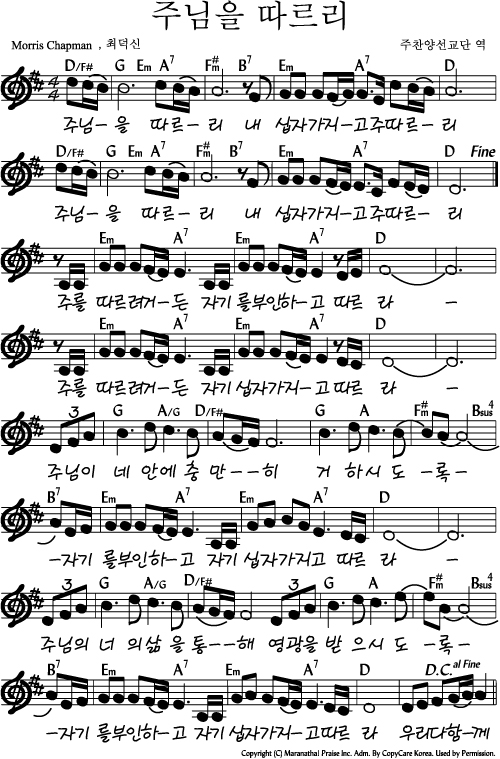 주님을 따르리
Morris Chapman , 최덕신 주찬양선교단 역
D/F# G Em A7 F#m B7 Em A7 D
4/4
주님- 을 따르- 리 내 십자가지-고주따르- 리
D/F# G Em A7 F#m B7 Em A7 D Fine
주님- 을 따르- 리 내 십자가지-고주따르- 리
Em A7 Em A7 D
주를 따르려거- 든 자기 를부인하-고 따르 라 -
Em A7 Em A7 D
주를 따르려거- 든 자기 십자가지-고 따르 라 -
3 G A/G D/F# G A F#m Bsus4
주님이 네 안에 충 만--히 거 하시 도 -록-
B7 Em A7 Em A7 D
-자기 를부인하-고 자기 십자가지고 따르 라 -
3 G A/G D/F# 3 G A F#m Bsus4
주님의 너 의삶 을 통--해 영광을 받 으시 도 -록-
B7 Em A7 Em A7 D D.C. al Fine
-자기 를부인하-고 자기 십자가지-고따르 라 우리다함-께
Copyright (C) Maranatha! Praise Inc. Adm. By CopyCare Korea. Used by Permission.